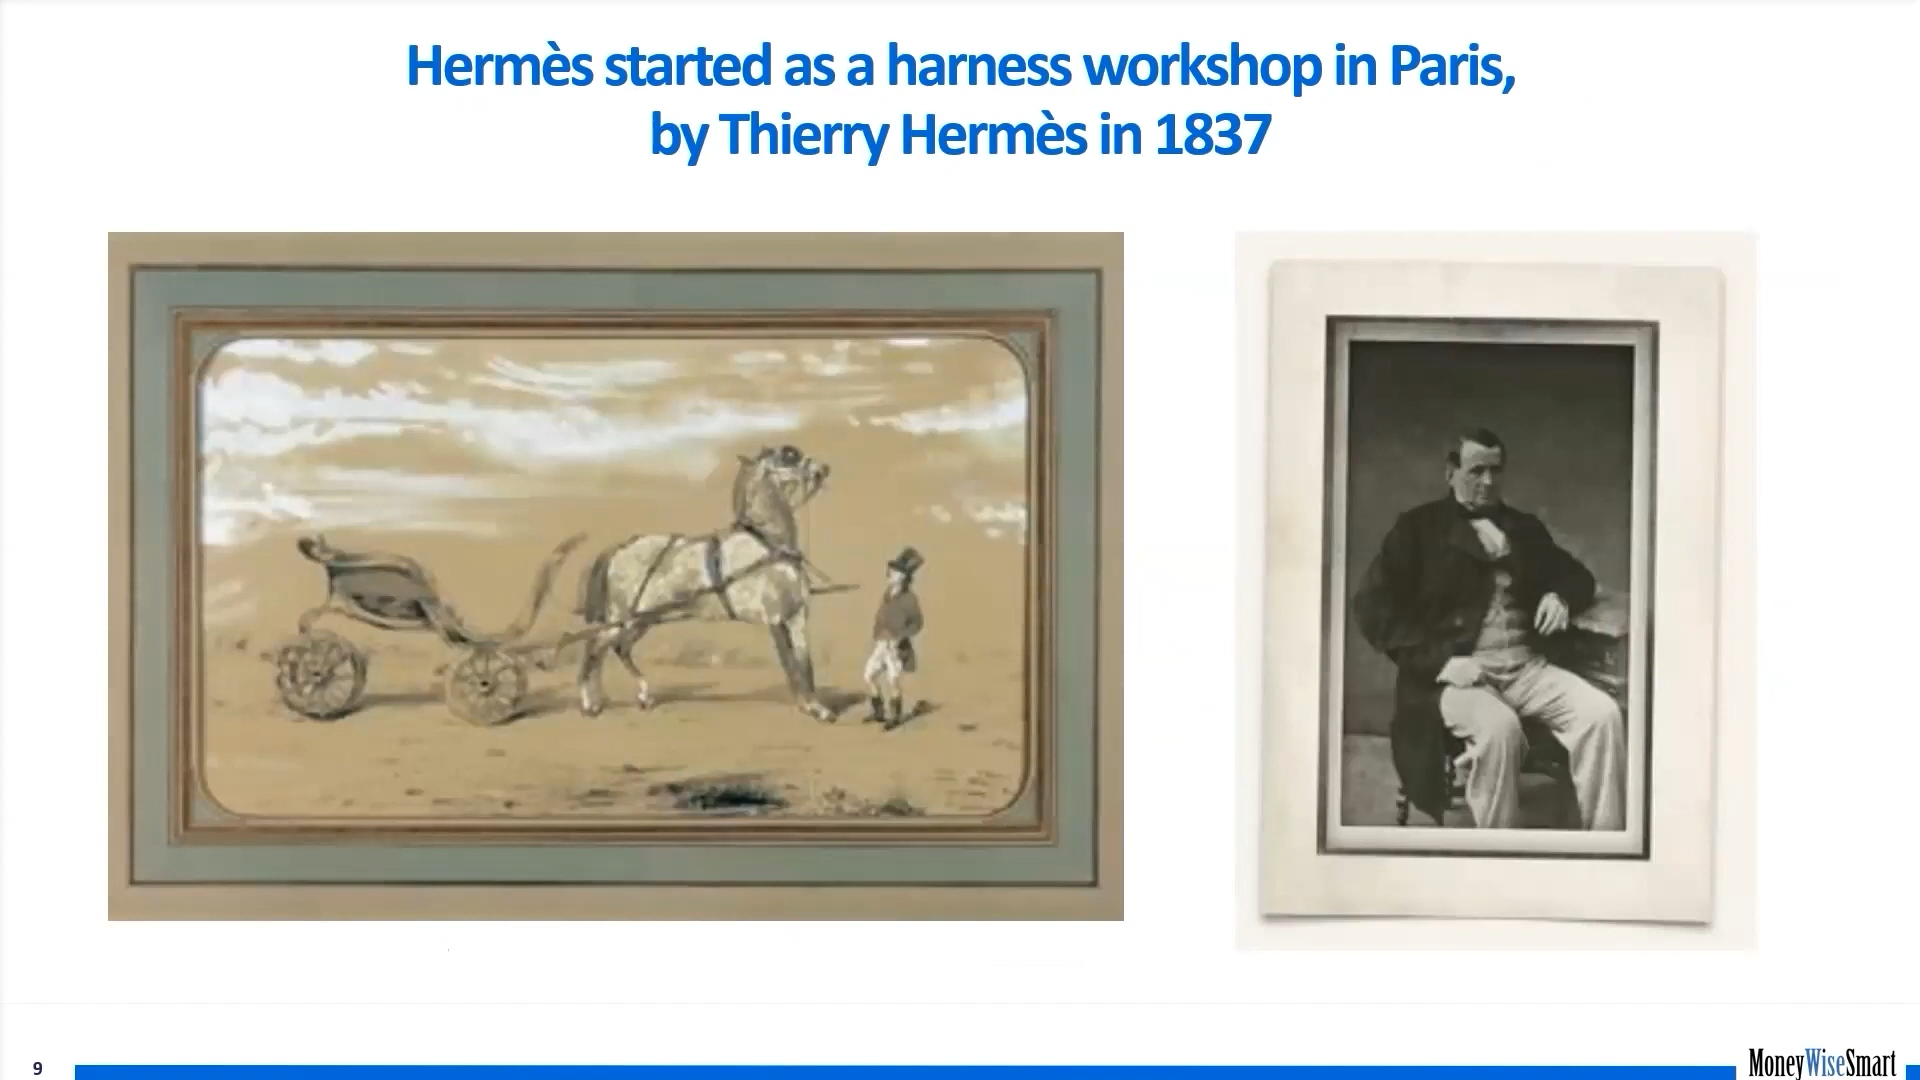 Hermès started as a harness workshop in Paris,
by Thierry Hermès in 1837
9
MoneyWiseSmart